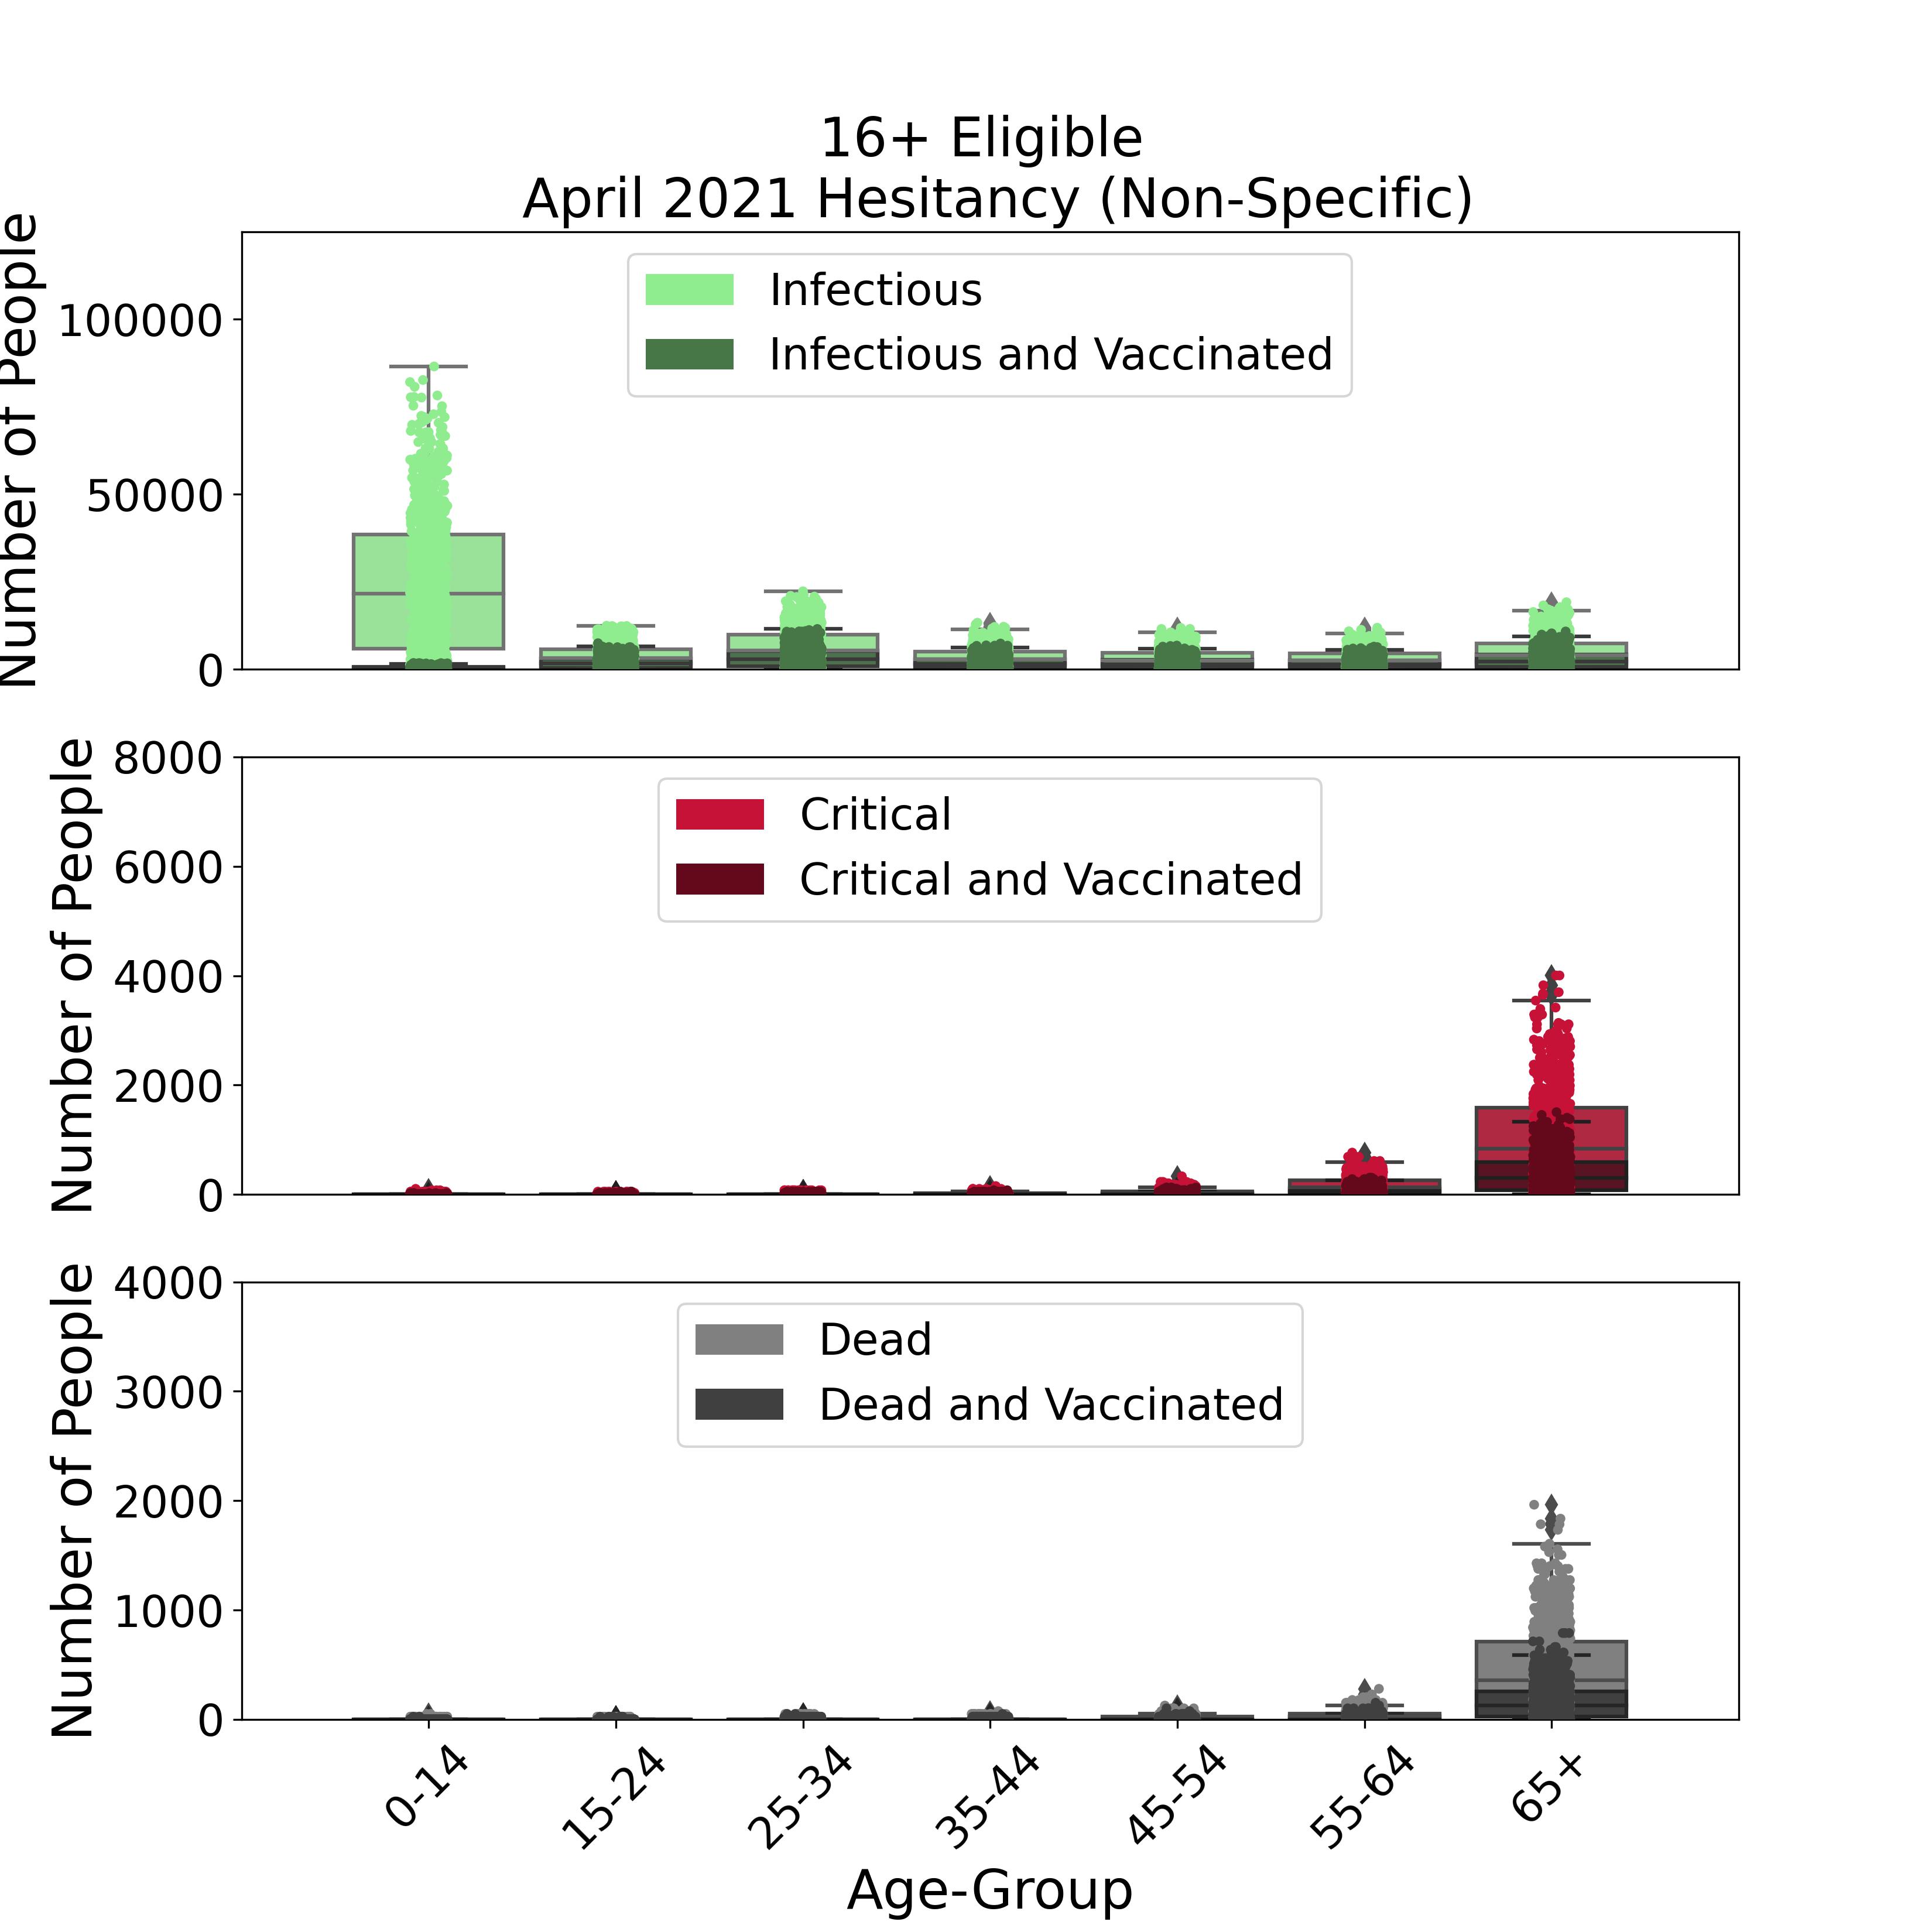 16+ Eligible
April 2021 Hesitancy (Non-Specific)
Number of People
100000
50000
0
Infectious
Infectious and Vaccinated
Number of People
8000
6000
4000
2000
0
Critical
Critical and Vaccinated
Number of People
4000
3000
2000
1000
0
Dead
Dead and Vaccinated
0-14
15-24
25-34
35-44
45-54
55-64
65+
Age-Group